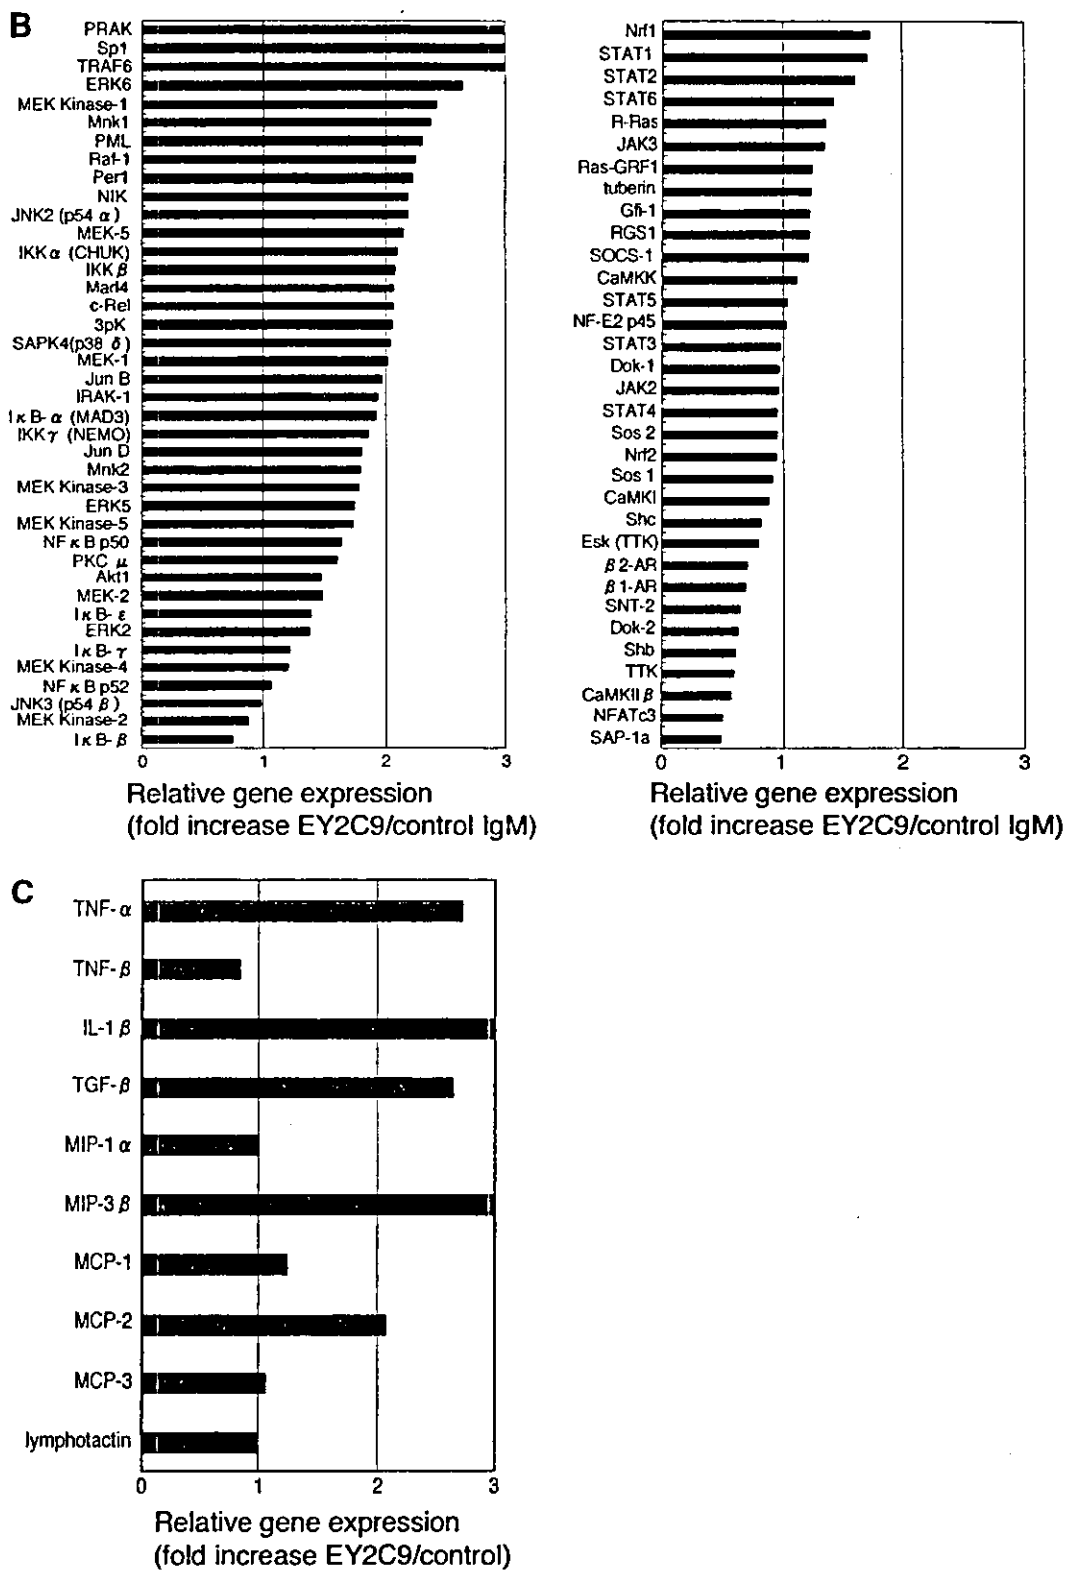 B
PRAK
Sp1
TRAF6
ERK6
MEK Kinase-1
Mnk1
PML
Raf-1
Per1
NIK
JNK2 (p54 α)
MEK-5
IKKα (CHUK)
IKKβ
Mad4
c-Rel
3pK
SAPK4(p38 δ)
MEK-1
Jun B
IRAK-1
IκB-α (MAD3)
IKKγ (NEMO)
Jun D
Mnk2
MEK Kinase-3
ERK5
MEK Kinase-5
NFκB p50
PKC μ
Akt1
MEK-2
IκB-ε
ERK2
IκB-γ
MEK Kinase-4
NFκB p52
JNK3 (p54 β)
MEK Kinase-2
IκB-β
0 1 2 3
Relative gene expression
(fold increase EY2C9/control IgM)
Nrf1
STAT1
STAT2
STAT6
R-Ras
JAK3
Ras-GRF1
tuberin
Gfi-1
RGS1
SOCS-1
CaMKK
STAT5
NF-E2 p45
STAT3
Dok-1
JAK2
STAT4
Sos 2
Nrf2
Sos 1
CaMKI
Shc
Esk (TTK)
β2-AR
β1-AR
SNT-2
Dok-2
Shb
TTK
CaMKII β
NFATc3
SAP-1a
0 1 2 3
Relative gene expression
(fold increase EY2C9/control IgM)
C
TNF-α
TNF-β
IL-1β
TGF-β
MIP-1α
MIP-3β
MCP-1
MCP-2
MCP-3
lymphotactin
0 1 2 3
Relative gene expression
(fold increase EY2C9/control)